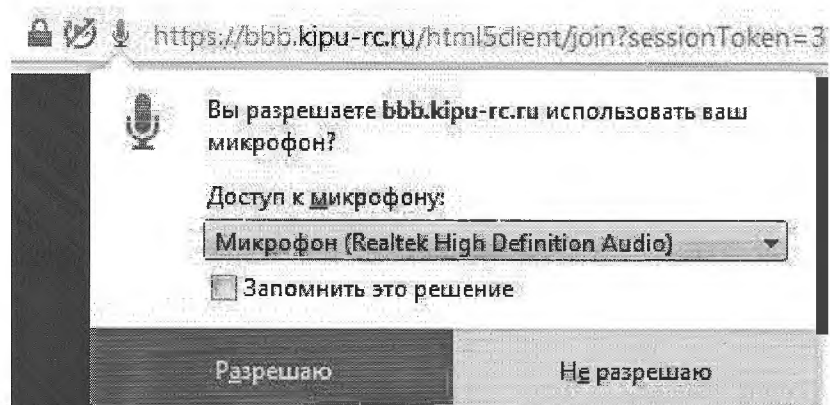 https://bbb.kipu-rc.ru/html5client/join?sessionToken=3
Вы разрешаете bbb.kipu-rc.ru использовать ваш
микрофон?
Доступ к микрофону:
Микрофон (Realtek High Definition Audio)
Запомнить это решение
Разрешаю
Не разрешаю